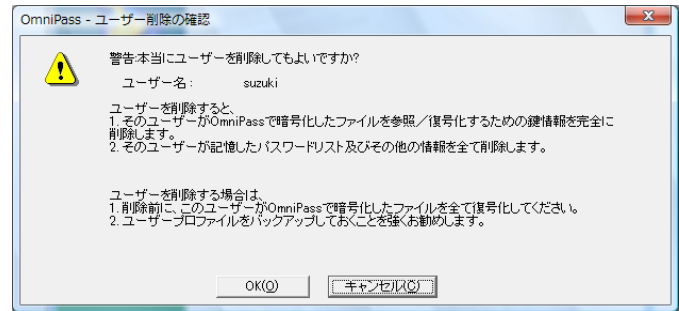 OmniPass - ユーザー削除の確認
警告:本当にユーザーを削除してもよいですか?
ユーザー名 : suzuki
ユーザーを削除すると、
1. そのユーザーがOmniPassで暗号化したファイルを参照／復号化するための鍵情報を完全に
削除します。
2. そのユーザーが記憶したパスワードリスト及びその他の情報を全て削除します。
ユーザーを削除する場合は、
1. 削除前に、このユーザーがOmniPassで暗号化したファイルを全て復号化してください。
2. ユーザープロファイルをバックアップしておくことを強くお勧めします。
OK(O) キャンセル(C)